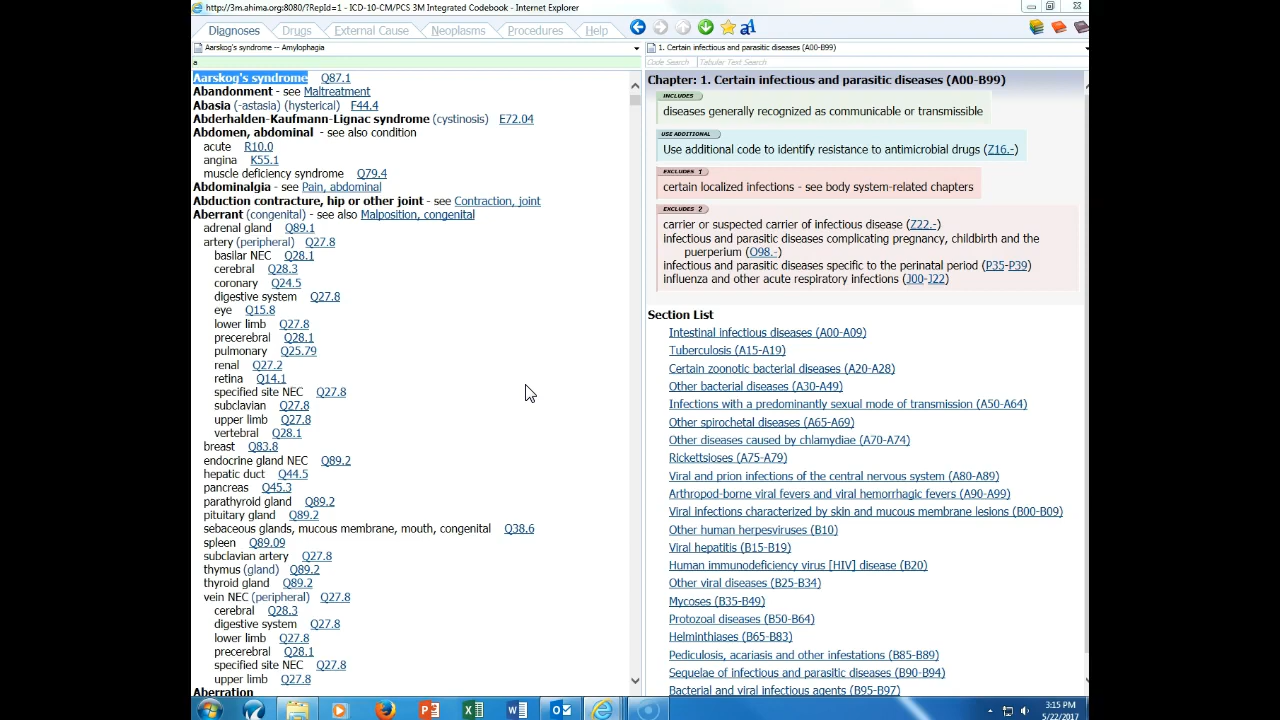 http://3m.ahima.org:8080/?RepId=1 - ICD-10-CM/PCS 3M Integrated Codebook - Internet Explorer
Diagnoses Drugs External Cause Neoplasms Procedures Help
Aarskog's syndrome -- Amylophagia
a
Aarskog's syndrome Q87.1
Abandonment - see Maltreatment
Abasia (-astasia) (hysterical) F44.4
Abderhalden-Kaufmann-Lignac syndrome (cystinosis) E72.04
Abdomen, abdominal - see also condition
acute R10.0
angina K55.1
muscle deficiency syndrome Q79.4
Abdominalgia - see Pain, abdominal
Abduction contracture, hip or other joint - see Contraction, joint
Aberrant (congenital) - see also Malposition, congenital
adrenal gland Q89.1
artery (peripheral) Q27.8
basilar NEC Q28.1
cerebral Q28.3
coronary Q24.5
digestive system Q27.8
eye Q15.8
lower limb Q27.8
precerebral Q28.1
pulmonary Q25.79
renal Q27.2
retina Q14.1
specified site NEC Q27.8
subclavian Q27.8
upper limb Q27.8
vertebral Q28.1
breast Q83.8
endocrine gland NEC Q89.2
hepatic duct Q44.5
pancreas Q45.3
parathyroid gland Q89.2
pituitary gland Q89.2
sebaceous glands, mucous membrane, mouth, congenital Q38.6
spleen Q89.09
subclavian artery Q27.8
thymus (gland) Q89.2
thyroid gland Q89.2
vein NEC (peripheral) Q27.8
cerebral Q28.3
digestive system Q27.8
lower limb Q27.8
precerebral Q28.1
specified site NEC Q27.8
upper limb Q27.8
Aberration
1. Certain infectious and parasitic diseases (A00-B99)
Code Search Tabular Text Search
Chapter: 1. Certain infectious and parasitic diseases (A00-B99)
INCLUDES
diseases generally recognized as communicable or transmissible
USE ADDITIONAL
Use additional code to identify resistance to antimicrobial drugs (Z16.-)
EXCLUDES 1
certain localized infections - see body system-related chapters
EXCLUDES 2
carrier or suspected carrier of infectious disease (Z22.-)
infectious and parasitic diseases complicating pregnancy, childbirth and the
puerperium (O98.-)
infectious and parasitic diseases specific to the perinatal period (P35-P39)
influenza and other acute respiratory infections (J00-J22)
Section List
Intestinal infectious diseases (A00-A09)
Tuberculosis (A15-A19)
Certain zoonotic bacterial diseases (A20-A28)
Other bacterial diseases (A30-A49)
Infections with a predominantly sexual mode of transmission (A50-A64)
Other spirochetal diseases (A65-A69)
Other diseases caused by chlamydiae (A70-A74)
Rickettsioses (A75-A79)
Viral and prion infections of the central nervous system (A80-A89)
Arthropod-borne viral fevers and viral hemorrhagic fevers (A90-A99)
Viral infections characterized by skin and mucous membrane lesions (B00-B09)
Other human herpesviruses (B10)
Viral hepatitis (B15-B19)
Human immunodeficiency virus [HIV] disease (B20)
Other viral diseases (B25-B34)
Mycoses (B35-B49)
Protozoal diseases (B50-B64)
Helminthiases (B65-B83)
Pediculosis, acariasis and other infestations (B85-B89)
Sequelae of infectious and parasitic diseases (B90-B94)
Bacterial and viral infectious agents (B95-B97)
3:15 PM
5/22/2017